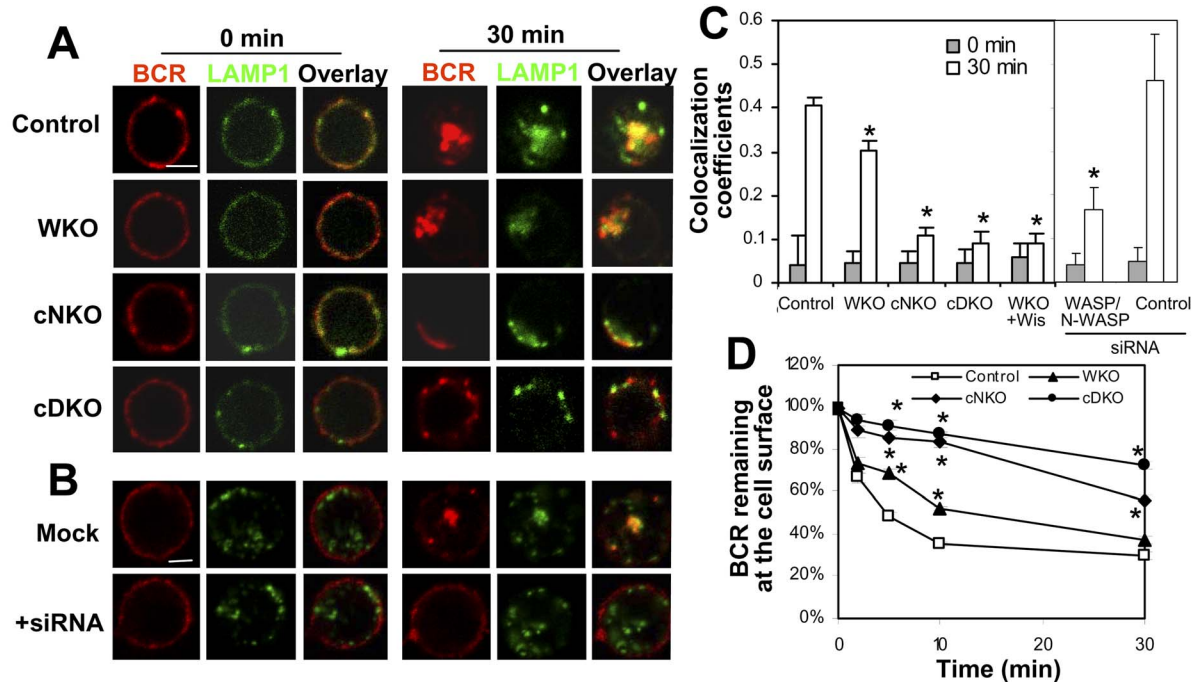 A
0 min
30 min
BCR LAMP1 Overlay BCR LAMP1 Overlay
Control
WKO
cNKO
cDKO
B
Mock
+siRNA
C
Colocalization
coefficients
0.6
0.5
0.4
0.3
0.2
0.1
0
0 min
30 min
*
*
*
*
*
Control WKO cNKO cDKO WKO
+Wis
WASP/
N-WASP
Control
siRNA
D
BCR remaining
at the cell surface
120%
100%
80%
60%
40%
20%
0%
Control WKO
cNKO cDKO
*
*
*
*
*
*
*
*
*
0 10 20 30
Time (min)